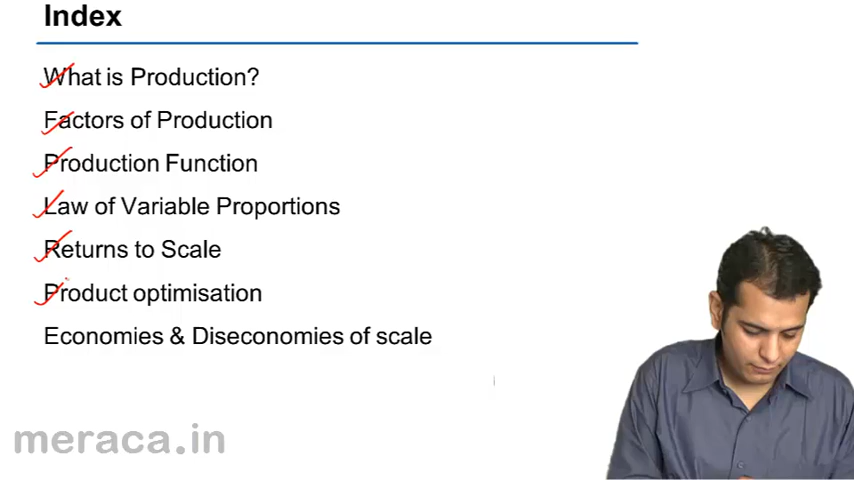 Index
What is Production?
Factors of Production
Production Function
Law of Variable Proportions
Returns to Scale
Product optimisation
Economies & Diseconomies of scale
meraca.in